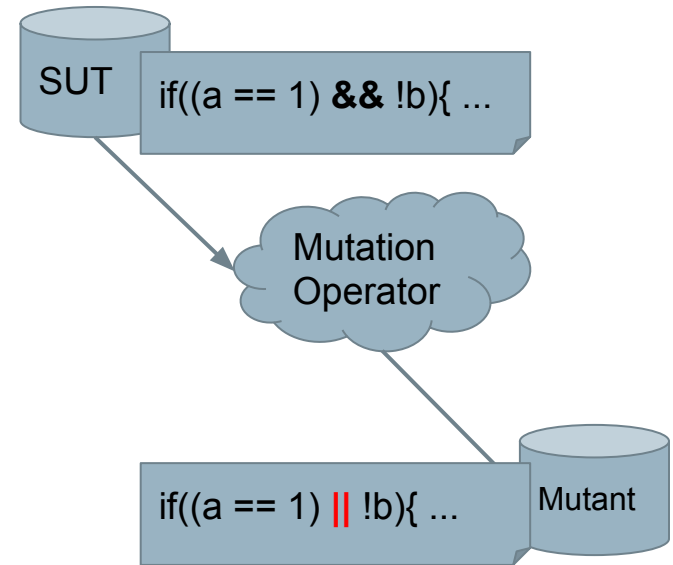 SUT
if((a == 1) && !b){ ...
Mutation
Operator
if((a == 1) || !b){ ...
Mutant